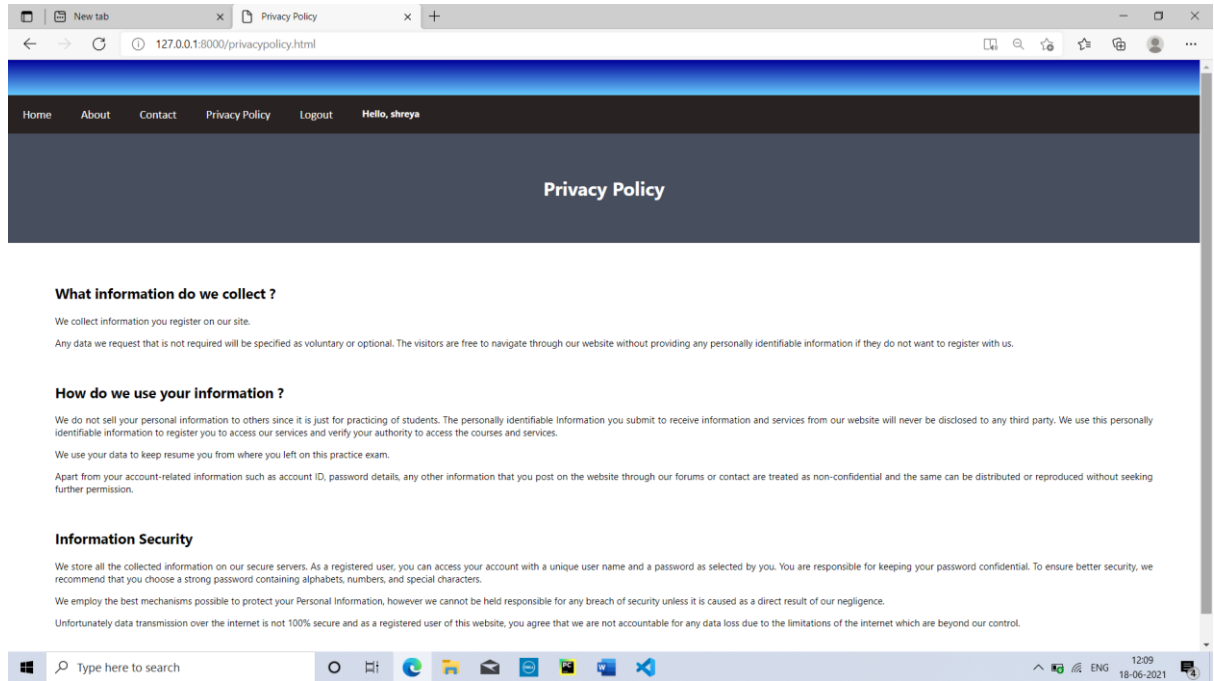 New tab
Privacy Policy
127.0.0.1:8000/privacypolicy.html
Home About Contact Privacy Policy Logout Hello, shreya
Privacy Policy
What information do we collect ?
We collect information you register on our site.
Any data we request that is not required will be specified as voluntary or optional. The visitors are free to navigate through our website without providing any personally identifiable information if they do not want to register with us.
How do we use your information ?
We do not sell your personal information to others since it is just for practicing of students. The personally identifiable Information you submit to receive information and services from our website will never be disclosed to any third party. We use this personally
identifiable information to register you to access our services and verify your authority to access the courses and services.
We use your data to keep resume you from where you left on this practice exam.
Apart from your account-related information such as account ID, password details, any other information that you post on the website through our forums or contact are treated as non-confidential and the same can be distributed or reproduced without seeking
further permission.
Information Security
We store all the collected information on our secure servers. As a registered user, you can access your account with a unique user name and a password as selected by you. You are responsible for keeping your password confidential. To ensure better security, we
recommend that you choose a strong password containing alphabets, numbers, and special characters.
We employ the best mechanisms possible to protect your Personal Information, however we cannot be held responsible for any breach of security unless it is caused as a direct result of our negligence.
Unfortunately data transmission over the internet is not 100% secure and as a registered user of this website, you agree that we are not accountable for any data loss due to the limitations of the internet which are beyond our control.
Type here to search
ENG
12:09
18-06-2021
4